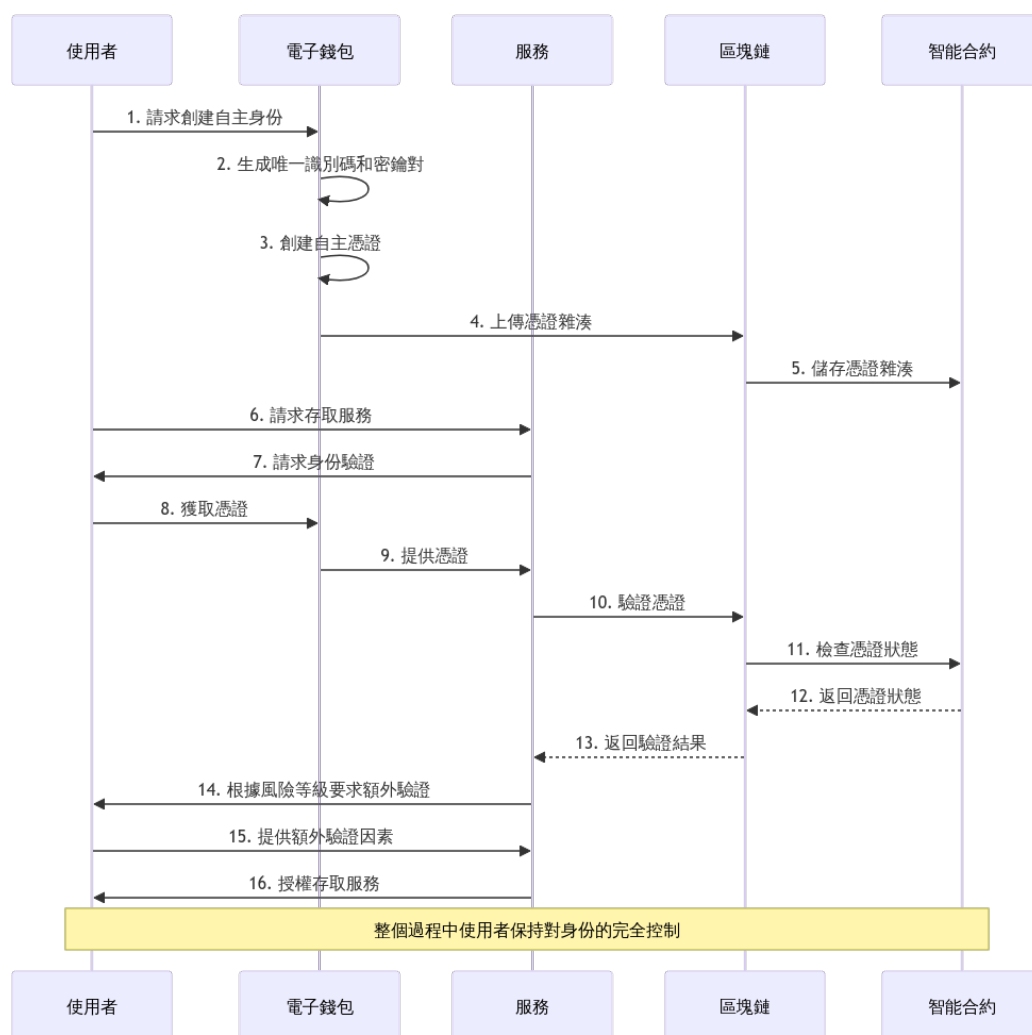 使用者
電子錢包
服務
區塊鏈
智能合約
1. 請求創建自主身份
2. 生成唯一識別碼和密鑰對
3. 創建自主憑證
4. 上傳憑證雜湊
5. 儲存憑證雜湊
6. 請求存取服務
7. 請求身份驗證
8. 獲取憑證
9. 提供憑證
10. 驗證憑證
11. 檢查憑證狀態
12. 返回憑證狀態
13. 返回驗證結果
14. 根據風險等級要求額外驗證
15. 提供額外驗證因素
16. 授權存取服務
整個過程中使用者保持對身份的完全控制
使用者
電子錢包
服務
區塊鏈
智能合約